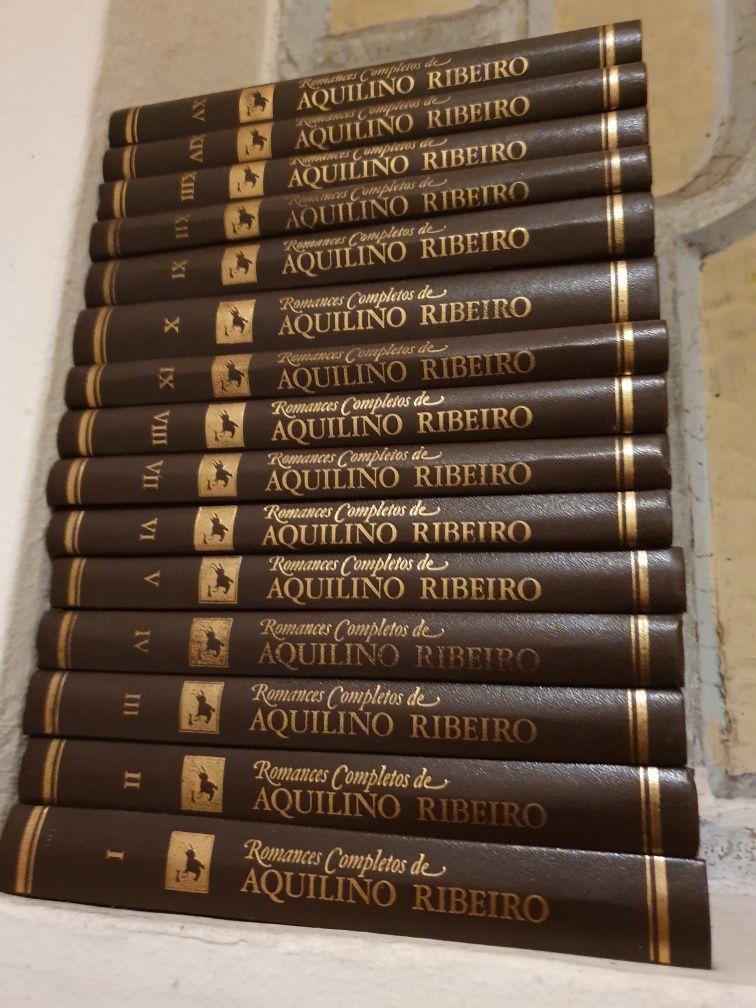 XV
Romances Completos de
AQUILINO RIBEIRO
XIV
Romances Completos de
AQUILINO RIBEIRO
XIII
Romances Completos de
AQUILINO RIBEIRO
XII
Romances Completos de
AQUILINO RIBEIRO
XI
Romances Completos de
AQUILINO RIBEIRO
X
Romances Completos de
AQUILINO RIBEIRO
IX
Romances Completos de
AQUILINO RIBEIRO
VIII
Romances Completos de
AQUILINO RIBEIRO
VII
Romances Completos de
AQUILINO RIBEIRO
VI
Romances Completos de
AQUILINO RIBEIRO
V
Romances Completos de
AQUILINO RIBEIRO
IV
Romances Completos de
AQUILINO RIBEIRO
III
Romances Completos de
AQUILINO RIBEIRO
II
Romances Completos de
AQUILINO RIBEIRO
I
Romances Completos de
AQUILINO RIBEIRO